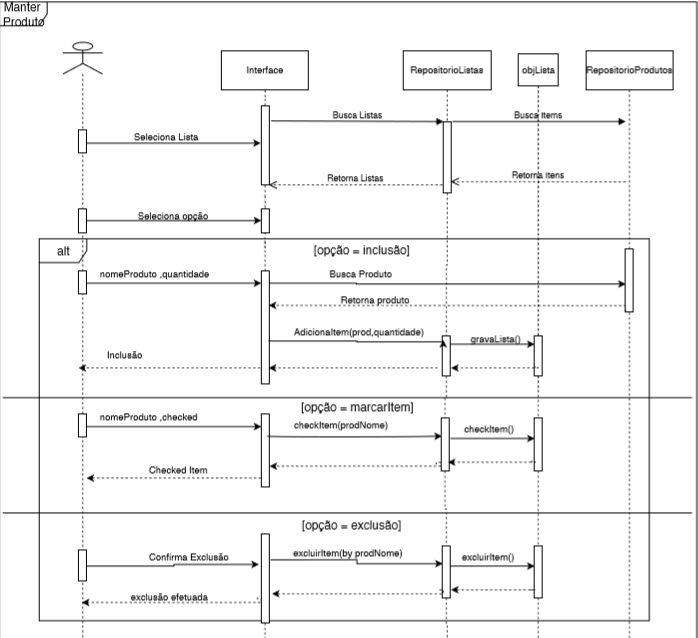 Manter
Produto
Interface
RepositorioListas
objLista
RepositorioProdutos
Busca Listas
Busca Items
Seleciona Lista
Retorna Listas
Retorna Itens
Seleciona opção
alt
[opção = inclusão]
nomeProduto ,quantidade
Busca Produto
Retorna produto
AdicionaItem(prod,quantidade)
gravaLista()
Inclusão
[opção = marcarItem]
nomeProduto ,checked
checkItem(prodNome)
checkItem()
Checked Item
[opção = exclusão]
Confirma Exclusão
excluirItem(by prodNome)
excluirItem()
exclusão efetuada